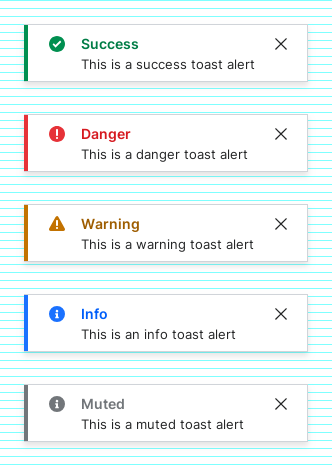 Success
This is a success toast alert
Danger
This is a danger toast alert
Warning
This is a warning toast alert
Info
This is an info toast alert
Muted
This is a muted toast alert